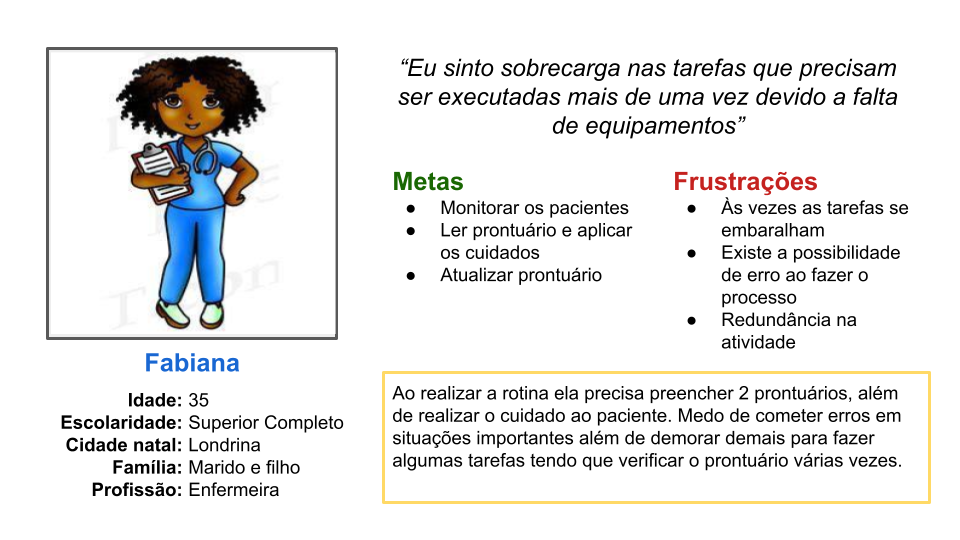 “Eu sinto sobrecarga nas tarefas que precisam
ser executadas mais de uma vez devido a falta
de equipamentos”
Metas
● Monitorar os pacientes
● Ler prontuário e aplicar
os cuidados
● Atualizar prontuário
Frustrações
● Às vezes as tarefas se
embaralham
● Existe a possibilidade
de erro ao fazer o
processo
● Redundância na
atividade
Fabiana
Idade: 35
Escolaridade: Superior Completo
Cidade natal: Londrina
Família: Marido e filho
Profissão: Enfermeira
Ao realizar a rotina ela precisa preencher 2 prontuários, além
de realizar o cuidado ao paciente. Medo de cometer erros em
situações importantes além de demorar demais para fazer
algumas tarefas tendo que verificar o prontuário várias vezes.